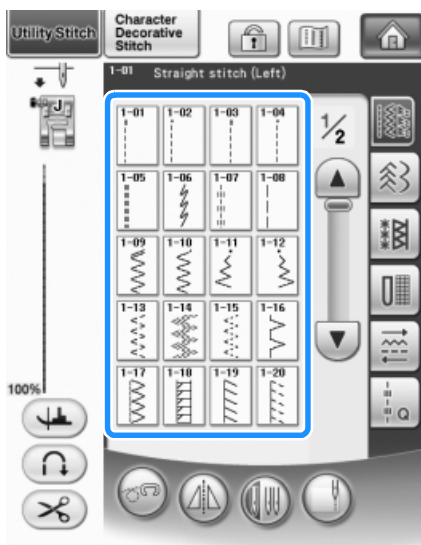 Utility Stitch
Character
Decorative
Stitch
1-01 Straight stitch (Left)
J
1-01 1-02 1-03 1-04
1/2
1-05 1-06 1-07 1-08
1-09 1-10 1-11 1-12
1-13 1-14 1-15 1-16
1-17 1-18 1-19 1-20
100%
Q